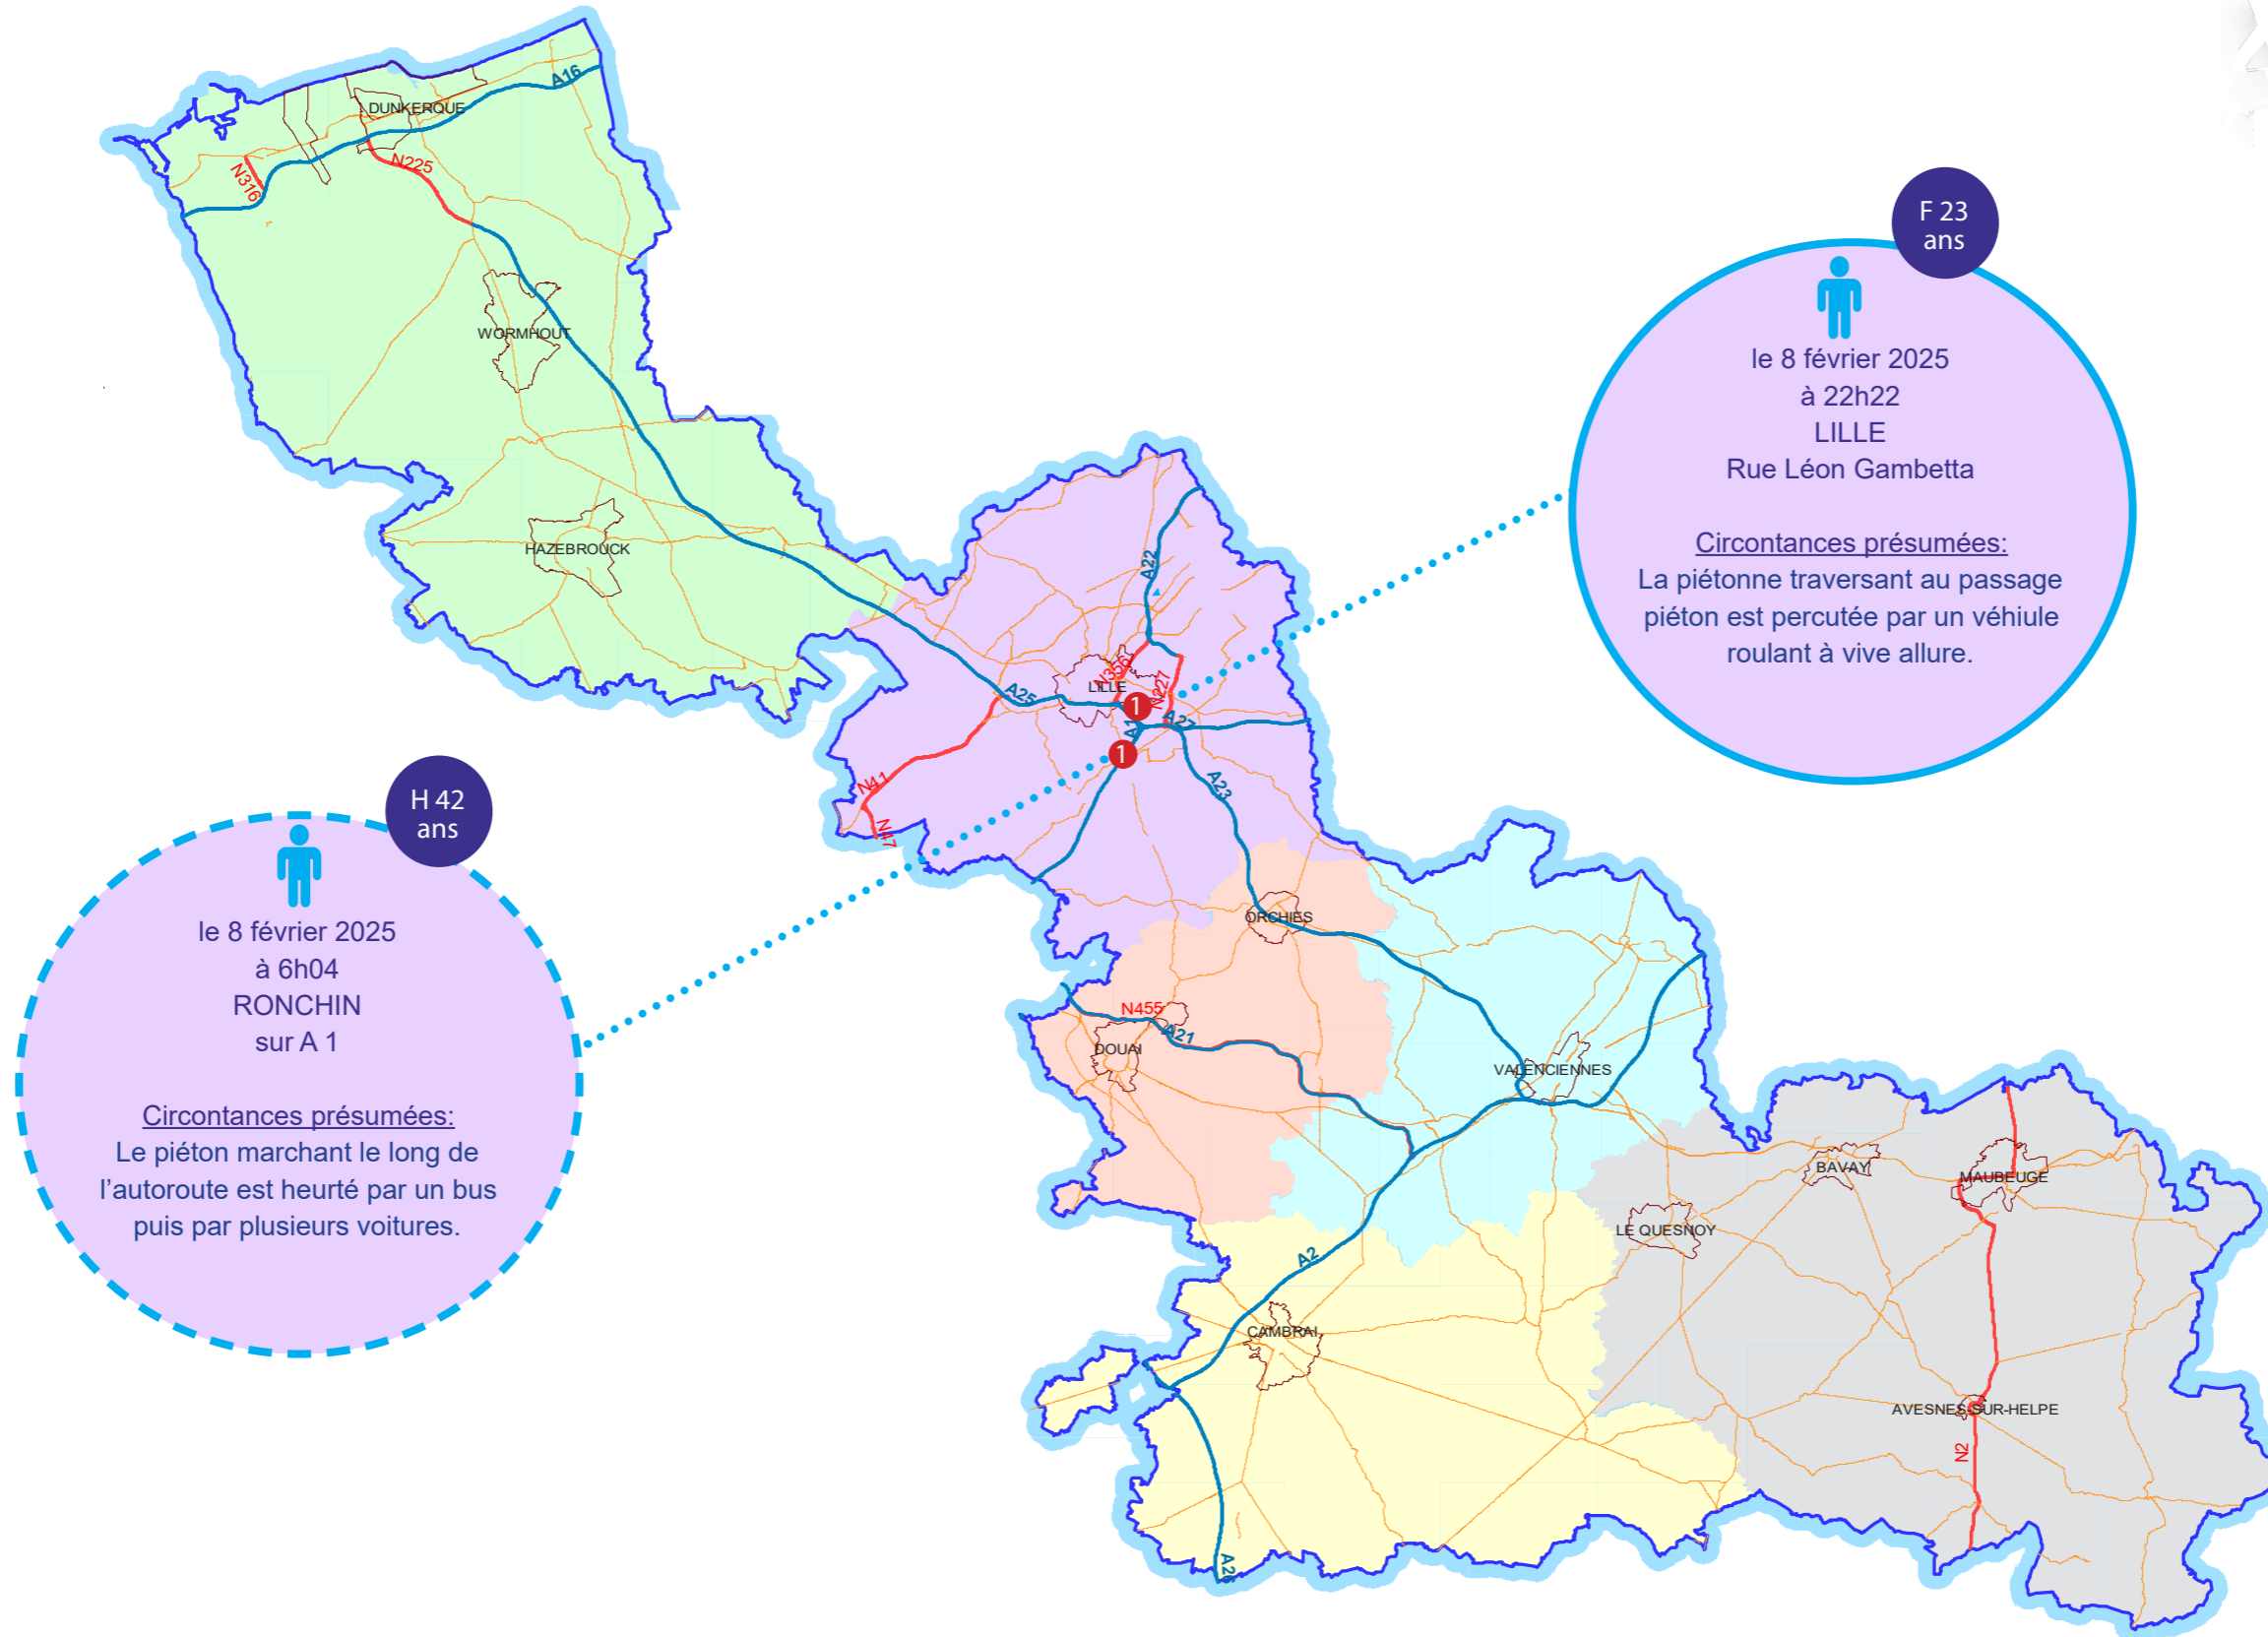 A16
DUNKERQUE
N225
N316
WORMHOUT
HAZEBROUCK
F 23
ans
le 8 février 2025
à 22h22
LILLE
Rue Léon Gambetta
Circontances présumées:
La piétonne traversant au passage
piéton est percutée par un véhiule
roulant à vive allure.
A22
N356
LILLE
N227
A25
1
A27
A1
1
A23
N41
N47
H 42
ans
le 8 février 2025
à 6h04
RONCHIN
sur A 1
Circontances présumées:
Le piéton marchant le long de
l’autoroute est heurté par un bus
puis par plusieurs voitures.
ORCHIES
N455
A21
DOUAI
VALENCIENNES
BAVAY
MAUBEUGE
LE QUESNOY
A2
CAMBRAI
AVESNES-SUR-HELPE
N2
A26